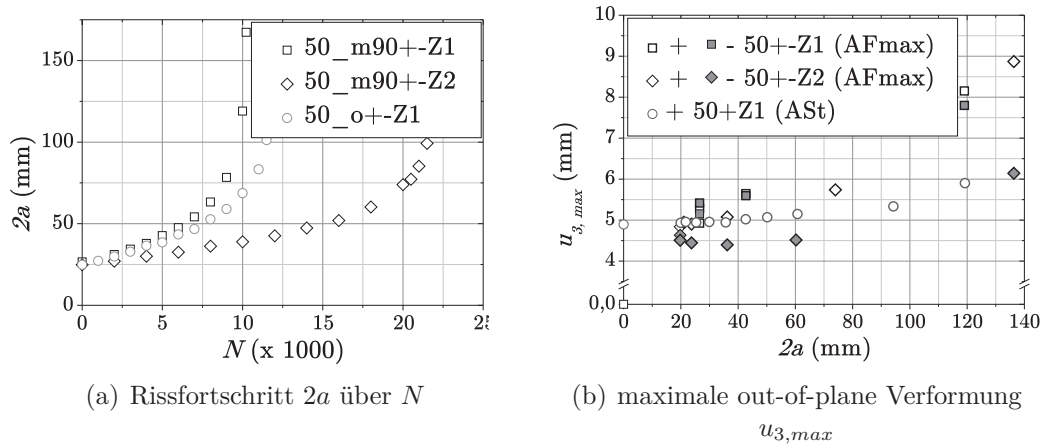 175
150
100
50
0
2a (mm)
0 5 10 15 20 25
N (x 1000)
50_m90+-Z1
50_m90+-Z2
50_o+-Z1
(a) Rissfortschritt 2a über N
10
9
8
7
6
5
4
0,0
u3, max (mm)
0 20 40 60 80 100 120 140
2a (mm)
+ - 50+-Z1 (AFmax)
+ - 50+-Z2 (AFmax)
+ 50+Z1 (ASt)
(b) maximale out-of-plane Verformung
u3,max